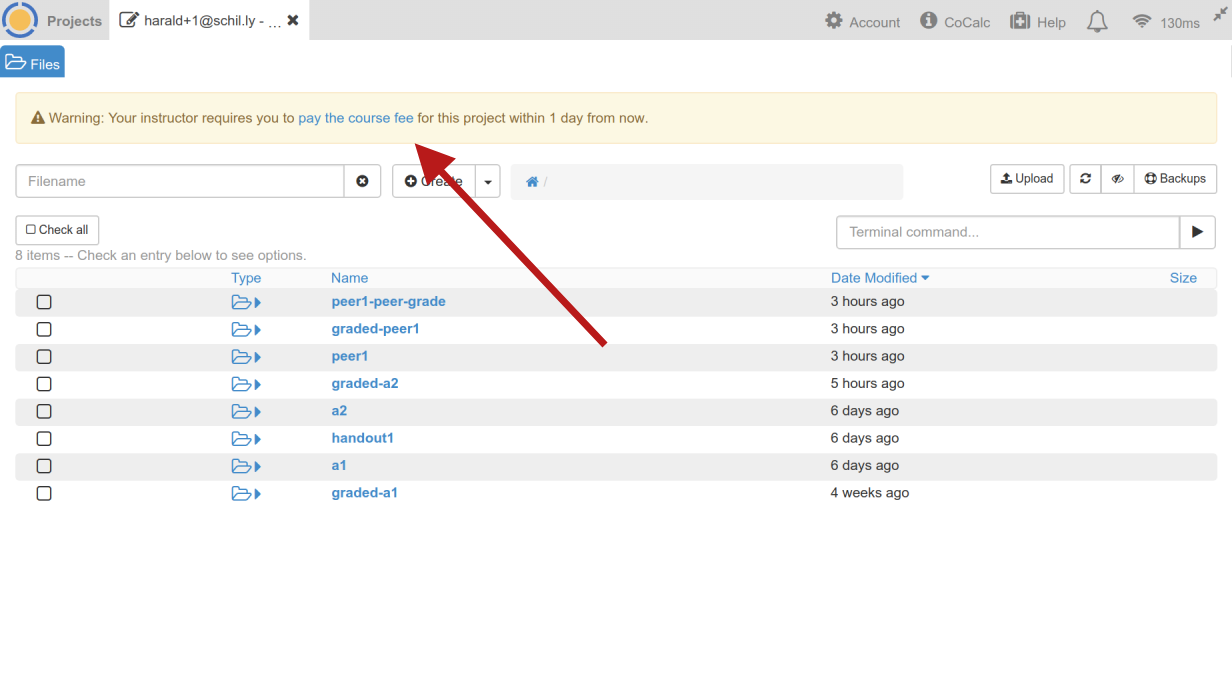 Projects harald+1@schil.ly - ... Account CoCalc Help 130ms
Files
Warning: Your instructor requires you to pay the course fee for this project within 1 day from now.
Filename Create / Upload Backups
Check all Terminal command...
8 items -- Check an entry below to see options.
Type Name Date Modified Size
peer1-peer-grade 3 hours ago
graded-peer1 3 hours ago
peer1 3 hours ago
graded-a2 5 hours ago
a2 6 days ago
handout1 6 days ago
a1 6 days ago
graded-a1 4 weeks ago